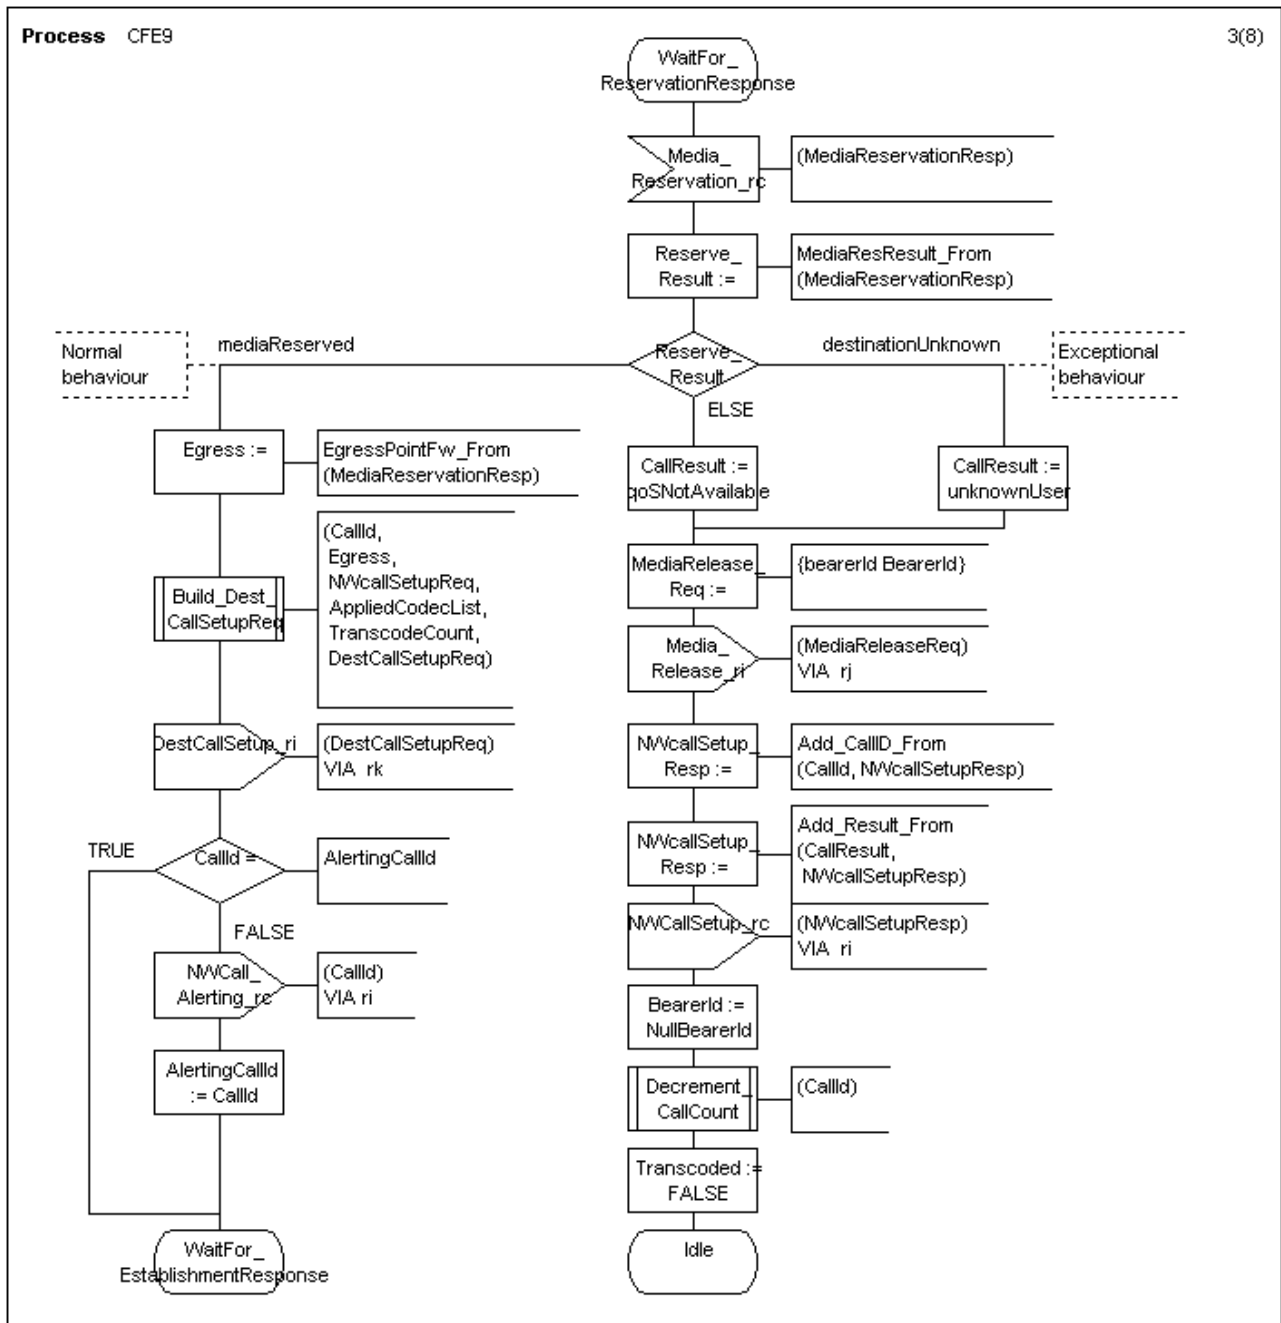 Process CFE9
3(8)
WaitFor_
ReservationResponse
Media_
Reservation_rc
(MediaReservationResp)
Reserve_
Result :=
MediaResResult_From
(MediaReservationResp)
Normal
behaviour
mediaReserved
Reserve_
Result
destinationUnknown
Exceptional
behaviour
ELSE
Egress :=
EgressPointFw_From
(MediaReservationResp)
CallResult :=
qoSNotAvailable
CallResult :=
unknownUser
(CallId,
Egress,
NWcallSetupReq,
AppliedCodecList,
TranscodeCount,
DestCallSetupReq)
Build_Dest_
CallSetupReq
MediaRelease_
Req :=
{bearerId BearerId}
Media_
Release_ri
(MediaReleaseReq)
VIA rj
DestCallSetup_ri
(DestCallSetupReq)
VIA rk
NWcallSetup_
Resp :=
Add_CallID_From
(CallId, NWcallSetupResp)
TRUE
CallId =
AlertingCallId
NWcallSetup_
Resp :=
Add_Result_From
(CallResult,
NWcallSetupResp)
FALSE
NWCallSetup_rc
(NWcallSetupResp)
VIA ri
NWCall_
Alerting_rc
(CallId)
VIA ri
BearerId :=
NullBearerId
AlertingCallId
:= CallId
Decrement_
CallCount
(CallId)
Transcoded :=
FALSE
WaitFor_
EstablishmentResponse
Idle